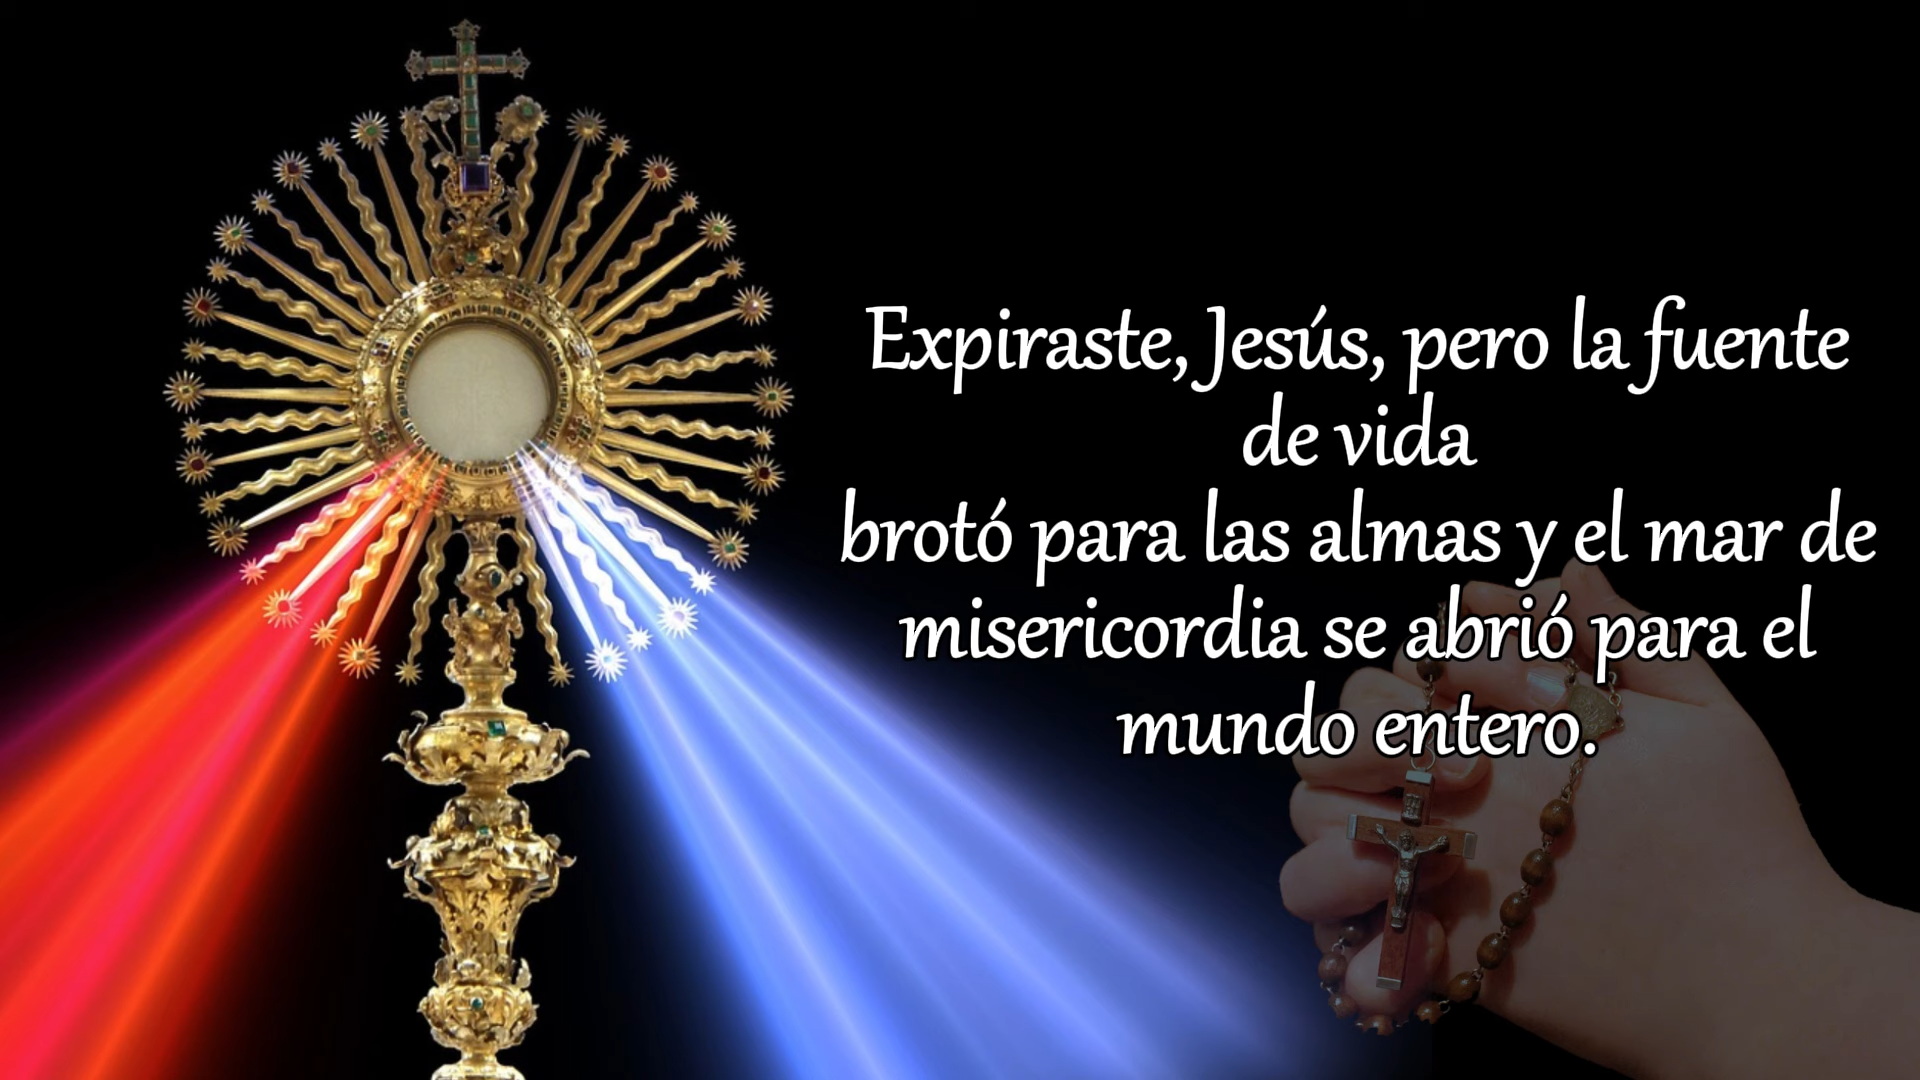 Expiraste, Jesús, pero la fuente
de vida
brotó para las almas y el mar de
misericordia se abrió para el
mundo entero.